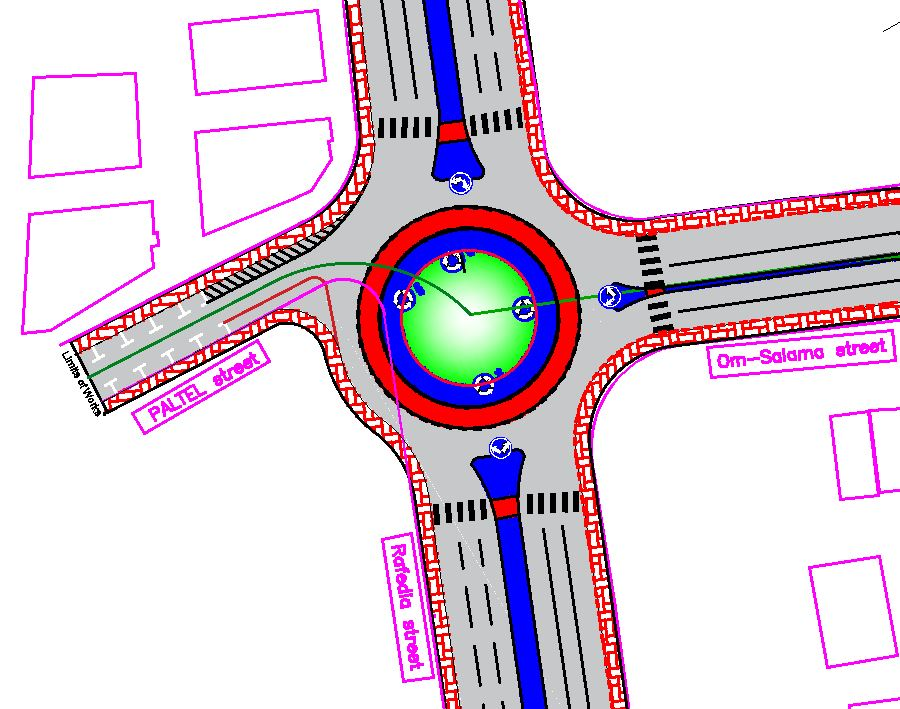 Limits of Works
PALTEL street
Om-Salama street
Rafedia street